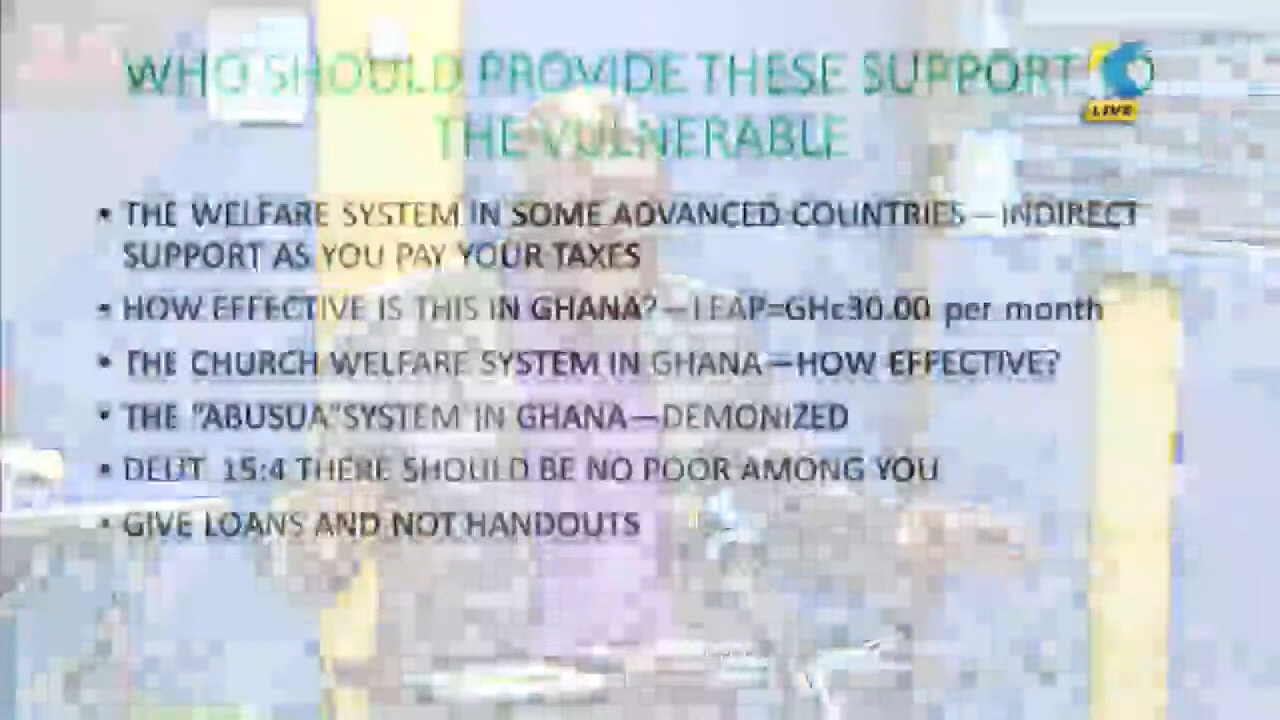 WHO SHOULD PROVIDE THESE SUPPORT TO
THE VULNERABLE
LIVE
• THE WELFARE SYSTEM IN SOME ADVANCED COUNTRIES—INDIRECT
SUPPORT AS YOU PAY YOUR TAXES
• HOW EFFECTIVE IS THIS IN GHANA?—LEAP=GHc30.00 per month
• THE CHURCH WELFARE SYSTEM IN GHANA—HOW EFFECTIVE?
• THE "ABUSUA"SYSTEM IN GHANA—DEMONIZED
• DEUT 15:4 THERE SHOULD BE NO POOR AMONG YOU
• GIVE LOANS AND NOT HANDOUTS